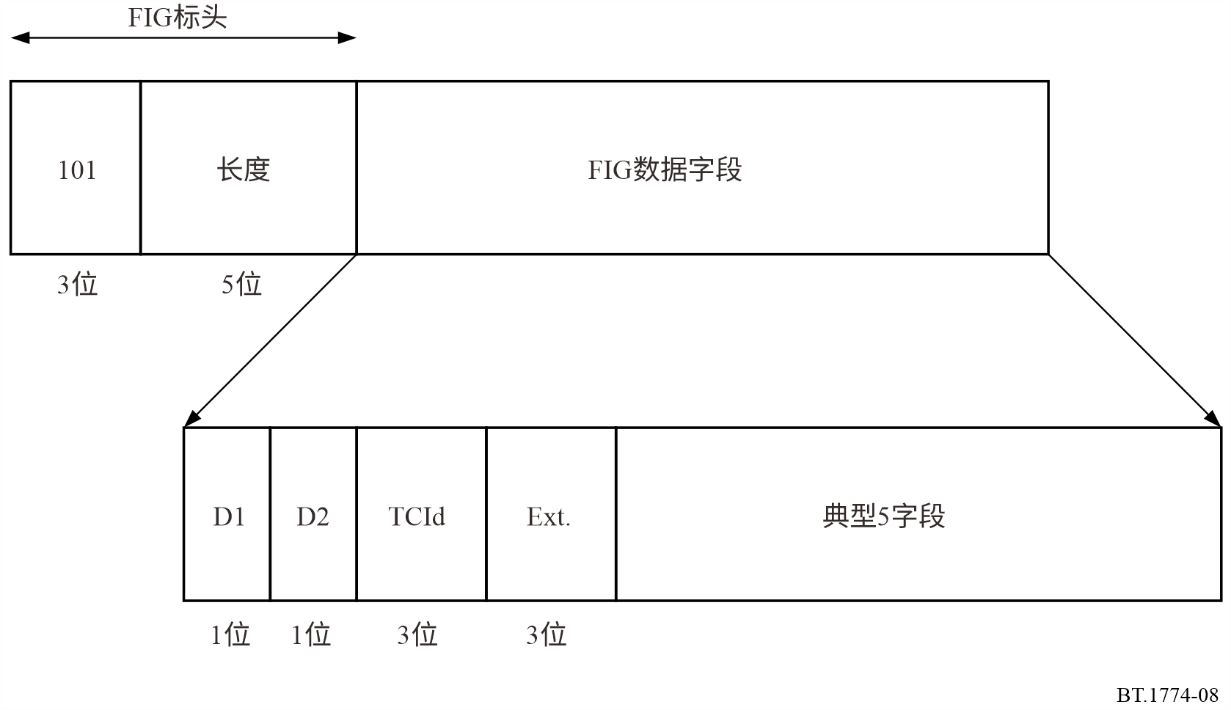 FIG标头
101
长度
FIG数据字段
3位
5位
D1
D2
TCId
Ext.
典型5字段
1位
1位
3位
3位
BT.1774-08